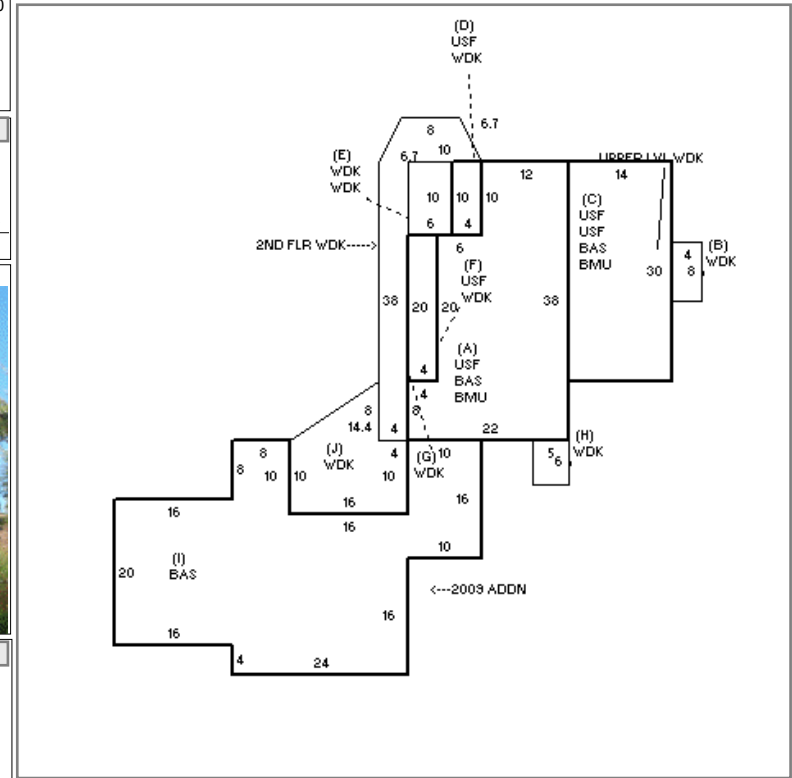 (D)
USF
WDK
8
6.7
6.7
10
(E)
WDK
WDK
UPPER LVL WDK
12
14
10
10
10
6
4
(C)
USF
USF
BAS
BMU
(B)
WDK
4
8
2ND FLR WDK----->
6
(F)
USF
WDK
30
38
20
20
38
(A)
USF
BAS
BMU
4
4
8
8
14.4
4
22
(H)
WDK
5
6
8
(J)
WDK
4
(G)
WDK
10
8
10
10
10
16
16
16
16
10
(I)
BAS
20
<---2009 ADDN
16
16
4
24